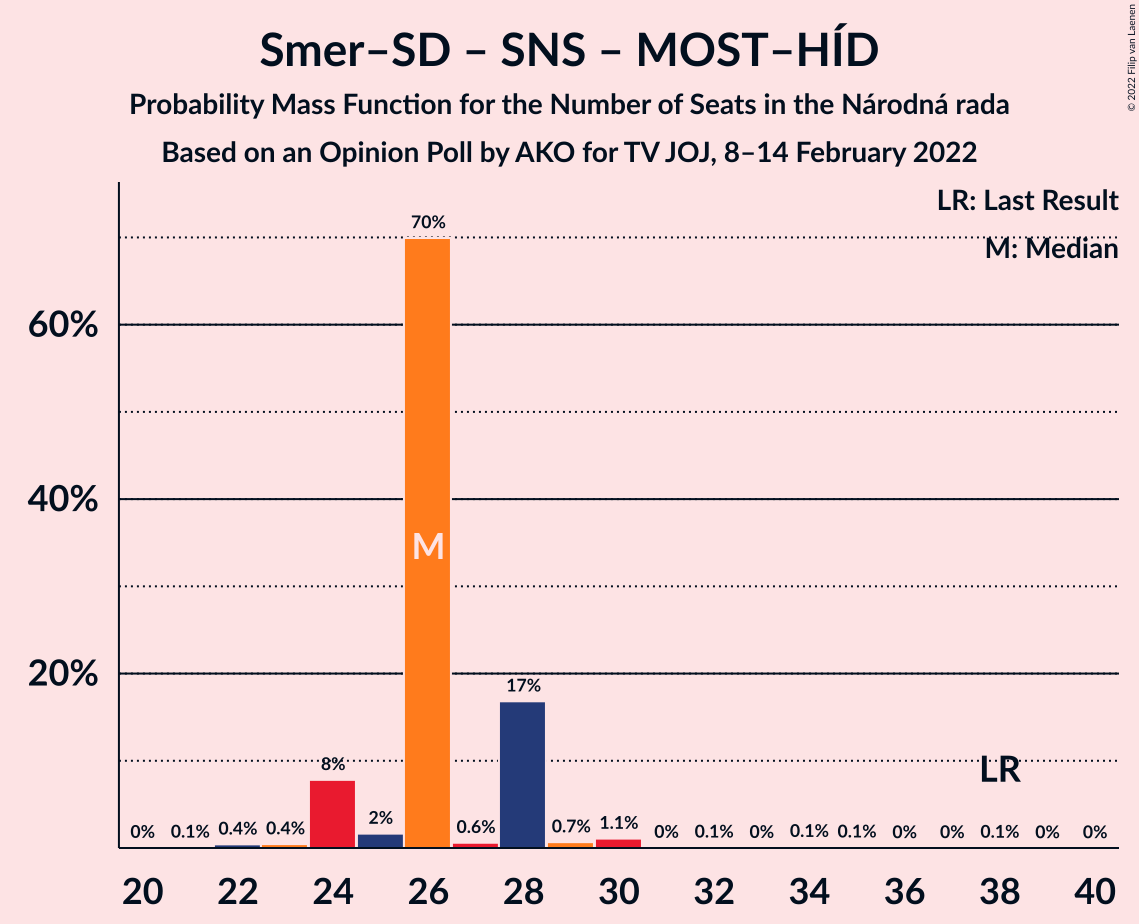 Smer–SD – SNS – MOST–HÍD
Probability Mass Function for the Number of Seats in the Národná rada
Based on an Opinion Poll by AKO for TV JOJ, 8–14 February 2022
© 2022 Filip van Laenen
LR: Last Result
M: Median
60%
40%
20%
0%
0.1%
0.4%
0.4%
8%
2%
70%
M
0.6%
17%
0.7%
1.1%
0%
0.1%
0%
0.1%
0.1%
0%
0%
0.1%
LR
0%
0%
20 22 24 26 28 30 32 34 36 38 40